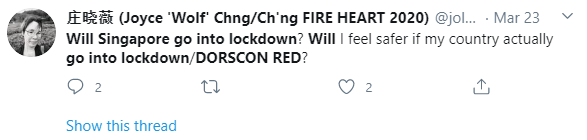 庄晓薇 (Joyce 'Wolf' Chng/Ch'ng FIRE HEART 2020) @jol... · Mar 23
Will Singapore go into lockdown? Will I feel safer if my country actually
go into lockdown/DORSCON RED?
2 2
Show this thread